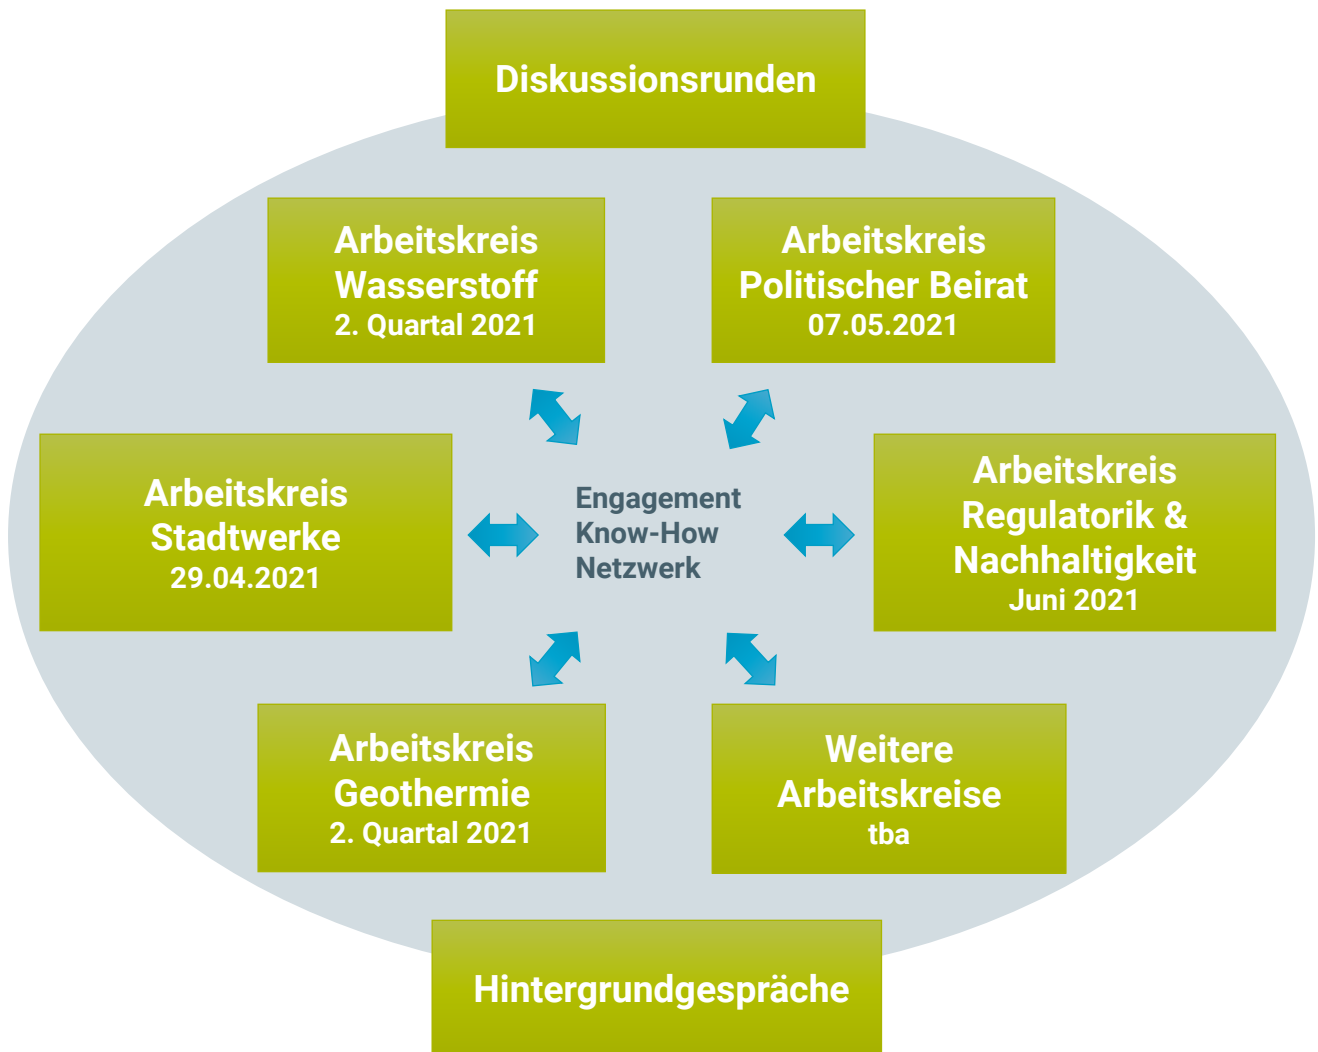 Diskussionsrunden
Arbeitskreis
Wasserstoff
2. Quartal 2021
Arbeitskreis
Politischer Beirat
07.05.2021
Arbeitskreis
Stadtwerke
29.04.2021
Engagement
Know-How
Netzwerk
Arbeitskreis
Regulatorik &
Nachhaltigkeit
Juni 2021
Arbeitskreis
Geothermie
2. Quartal 2021
Weitere
Arbeitskreise
tba
Hintergrundgespräche